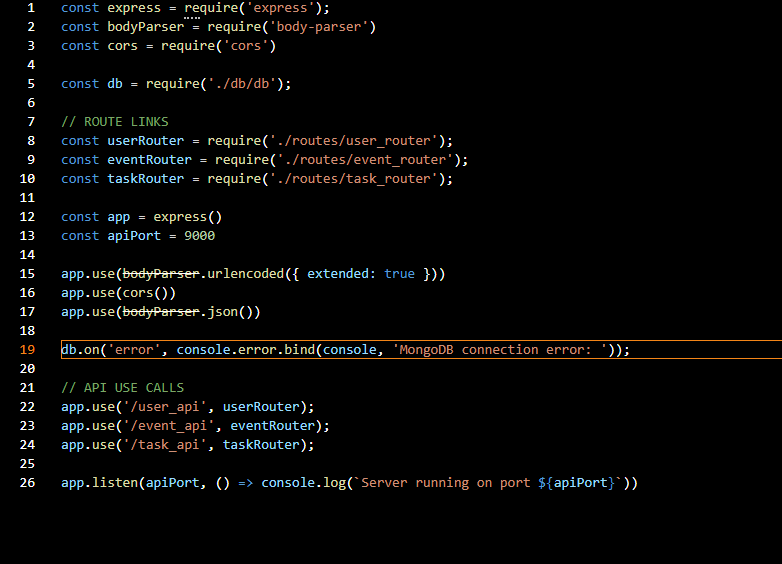 1 const express = require('express');
2 const bodyParser = require('body-parser')
3 const cors = require('cors')
4
5 const db = require('./db/db');
6
7 // ROUTE LINKS
8 const userRouter = require('./routes/user_router');
9 const eventRouter = require('./routes/event_router');
10 const taskRouter = require('./routes/task_router');
11
12 const app = express()
13 const apiPort = 9000
14
15 app.use(bodyParser.urlencoded({ extended: true }))
16 app.use(cors())
17 app.use(bodyParser.json())
18
19 db.on('error', console.error.bind(console, 'MongoDB connection error: '));
20
21 // API USE CALLS
22 app.use('/user_api', userRouter);
23 app.use('/event_api', eventRouter);
24 app.use('/task_api', taskRouter);
25
26 app.listen(apiPort, () => console.log(`Server running on port ${apiPort}`))